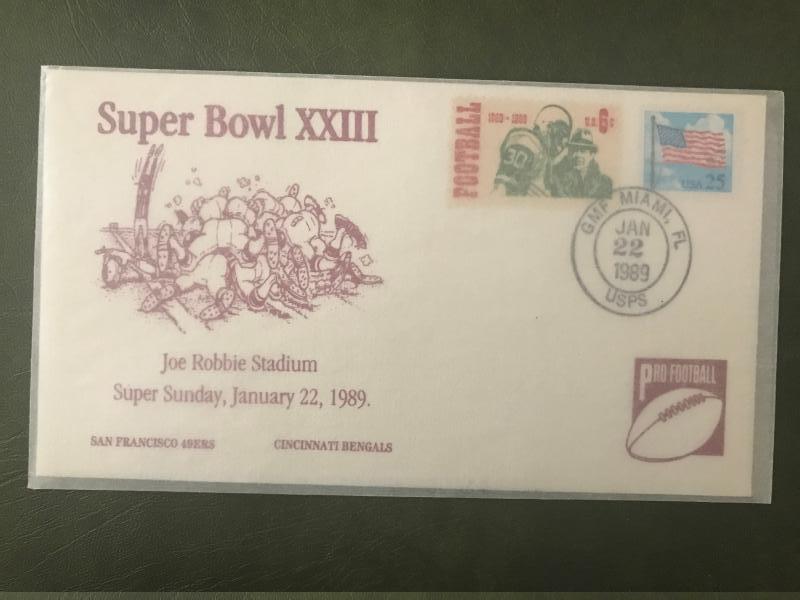 Super Bowl XXIII
FOOTBALL
1869-1969
U.S. 6c
30
USA 25
GMF MIAMI, FL
JAN
22
1989
USPS
Joe Robbie Stadium
Super Sunday, January 22, 1989.
SAN FRANCISCO 49ERS
CINCINNATI BENGALS
PRO FOOTBALL